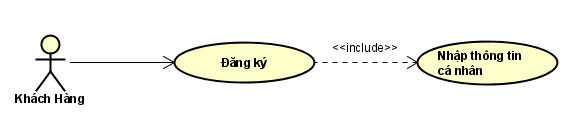 <<include>>
Đăng ký
Nhập thông tin
cá nhân
Khách Hàng